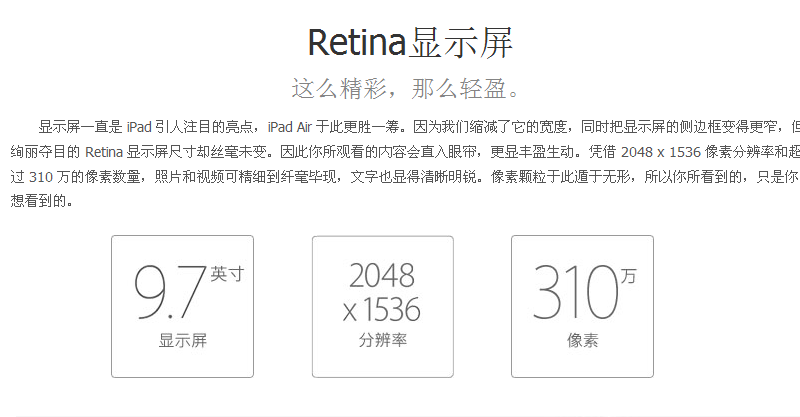 Retina显示屏
这么精彩，那么轻盈。
显示屏一直是 iPad 引人注目的亮点，iPad Air 于此更胜一筹。因为我们缩减了它的宽度，同时把显示屏的侧边框变得更窄，但
绚丽夺目的 Retina 显示屏尺寸却丝毫未变。因此你所观看的内容会直入眼帘，更显丰盈生动。凭借 2048 x 1536 像素分辨率和超
过 310 万的像素数量，照片和视频可精细到纤毫毕现，文字也显得清晰明锐。像素颗粒于此遁于无形，所以你所看到的，只是你
想看到的。
9.7 英寸
显示屏
2048
x 1536
分辨率
310 万
像素